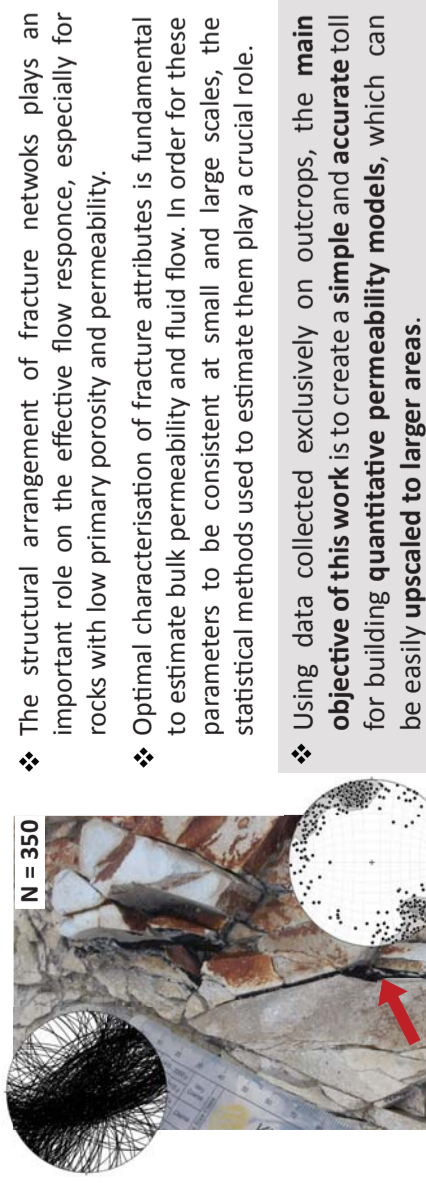 ❖ The structural arrangement of fracture netwoks plays an
important role on the effective flow responce, especially for
rocks with low primary porosity and permeability.
❖ Optimal characterisation of fracture attributes is fundamental
to estimate bulk permeability and fluid flow. In order for these
parameters to be consistent at small and large scales, the
statistical methods used to estimate them play a crucial role.
❖ Using data collected exclusively on outcrops, the main
objective of this work is to create a simple and accurate toll
for building quantitative permeability models, which can
be easily upscaled to larger areas.
N = 350